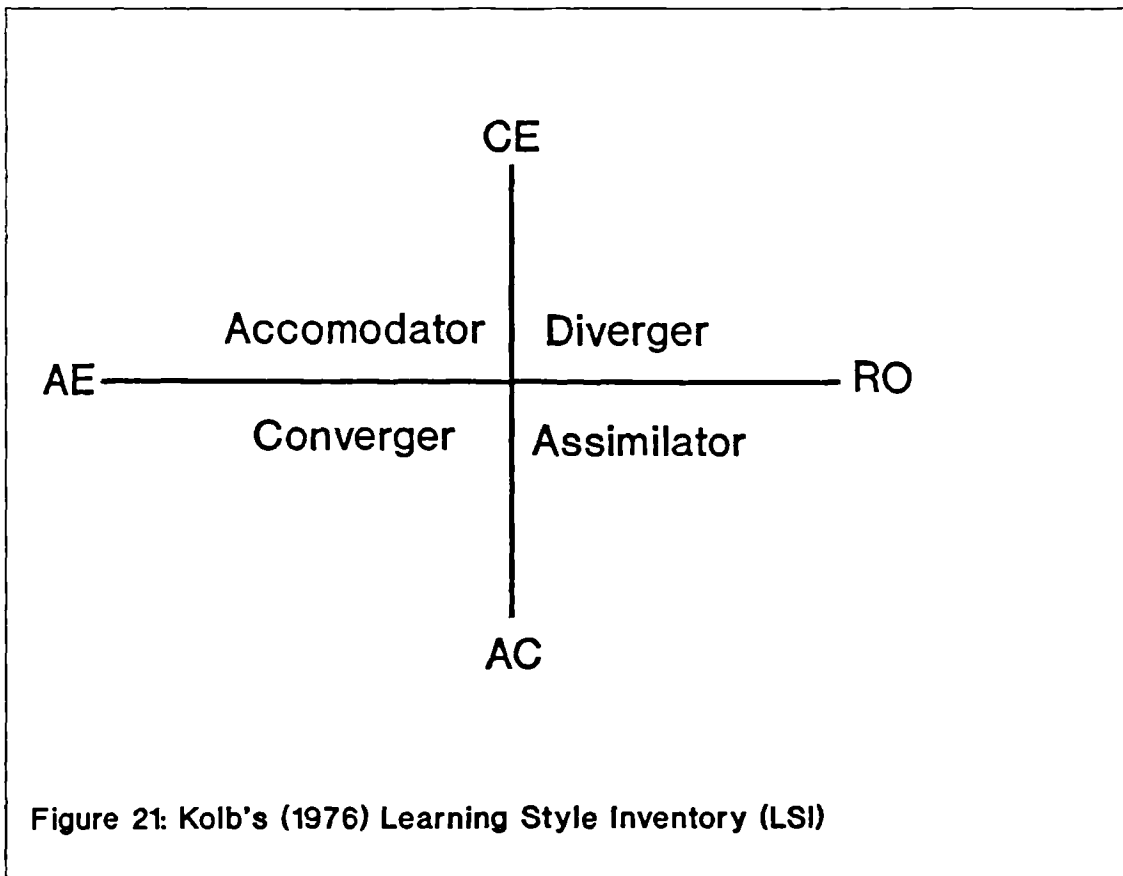 CE
Accomodator Diverger
AE RO
Converger Assimilator
AC
Figure 21: Kolb's (1976) Learning Style Inventory (LSI)